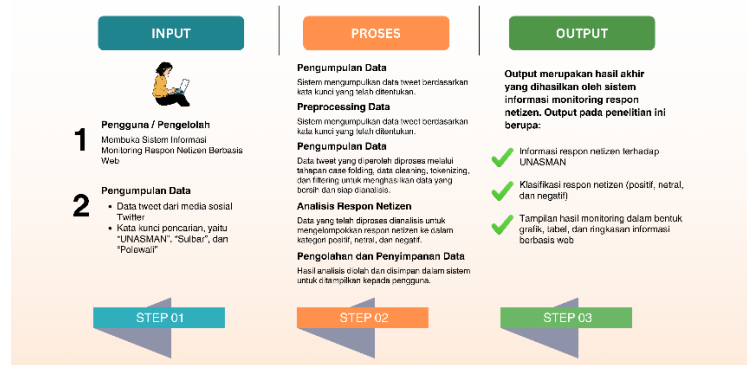 INPUT
1
Pengguna / Pengelolah
Membuka Sistem Informasi
Monitoring Respon Netizen Berbasis
Web
2
Pengumpulan Data
• Data tweet dari media sosial
Twitter
• Kata kunci poncarian, yaitu
"UNASMAN", "Sulbar", dan
"Polewali"
STEP 01
PROSES
Pengumpulan Data
Sistem mengumpulkan data tweet berdasarkan
kata kunci yang telah ditentukan.
Preprocessing Data
Sistem mengumpulkan data tweet berdasarkan
kata kunci yang telah ditentukan.
Pengumpulan Data
Data tweet yang diperoleh diproses melalui
tahapan case folding, data cleaning, tokenizing,
dan filtering untuk menghasilkan data yang
bersih dan siap dianalisis.
Analisis Respon Netizen
Data yang telah diproses dianalisis untuk
mengelompokkan respon netizen ke dalam
kategori positif, netral, dan negatif.
Pengolahan dan Penyimpanan Data
Hasil analisis diolah dan disimpan dalam sistem
untuk ditampilkan kepada pengguna.
STEP 02
OUTPUT
Output merupakan hasil akhir
yang dihasilkan oleh sistem
informasi monitoring respon
netizen. Output pada penelitian ini
berupa:
Informasi respon netizen terhadap
UNASMAN
Klasifikasi respon netizen (positif, netral,
dan negatif)
Tampilan hasil monitoring dalam bentuk
grafik, tabel, dan ringkasan informasi
berbasis web
STEP 03